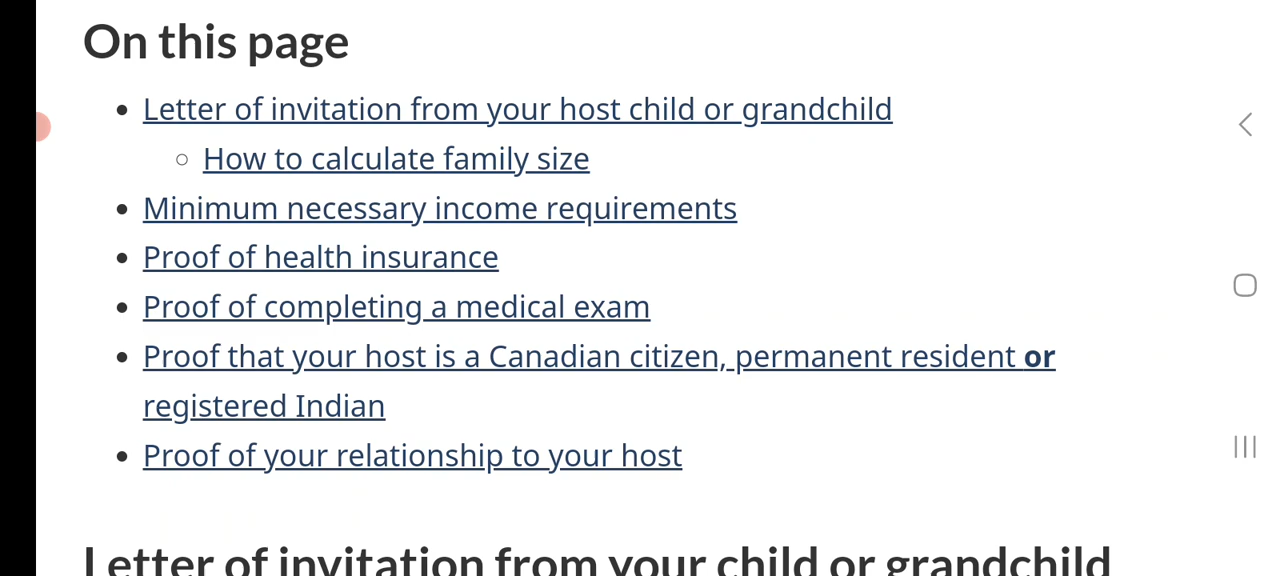 On this page
Letter of invitation from your host child or grandchild
How to calculate family size
Minimum necessary income requirements
Proof of health insurance
Proof of completing a medical exam
Proof that your host is a Canadian citizen, permanent resident or
registered Indian
Proof of your relationship to your host
Letter of invitation from your child or grandchild